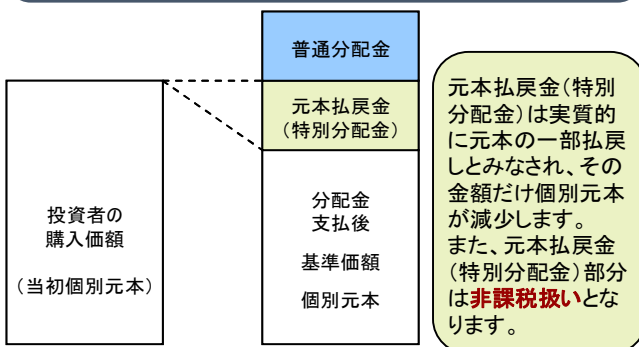 普通分配金
元本払戻金
(特別分配金)
分配金
支払後
基準価額
個別元本
投資者の
購入価額
(当初個別元本)
元本払戻金(特別
分配金)は実質的
に元本の一部払戻
しとみなされ、その
金額だけ個別元本
が減少します。
また、元本払戻金
(特別分配金)部分
は非課税扱いとな
ります。